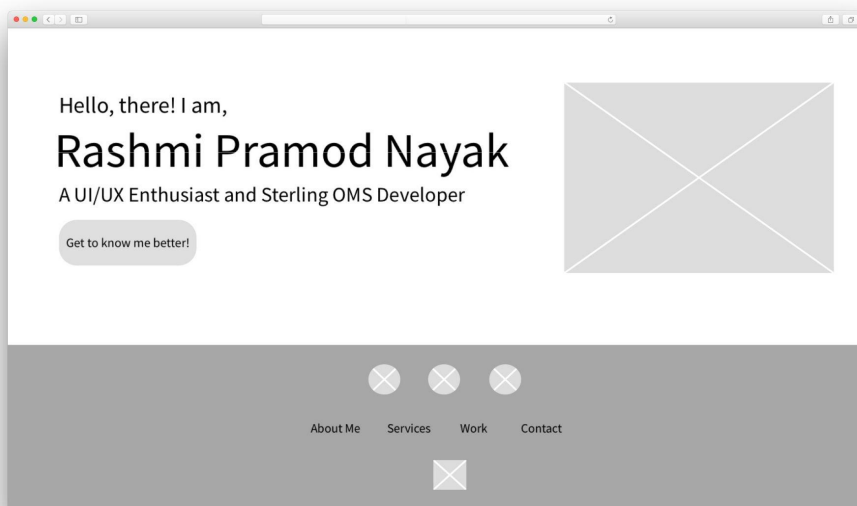 Hello, there! I am,
Rashmi Pramod Nayak
A UI/UX Enthusiast and Sterling OMS Developer
Get to know me better!
About Me Services Work Contact